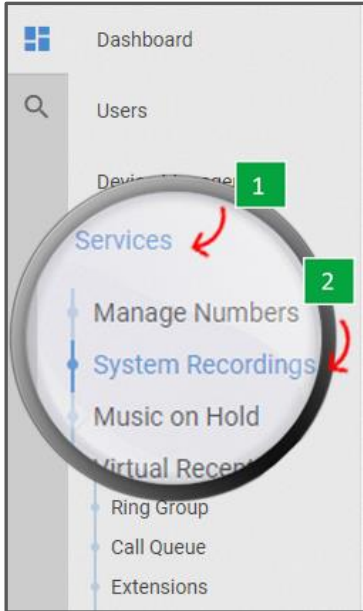 Dashboard
Users
1
Services
2
Manage Numbers
System Recordings
Music on Hold
Ring Group
Call Queue
Extensions